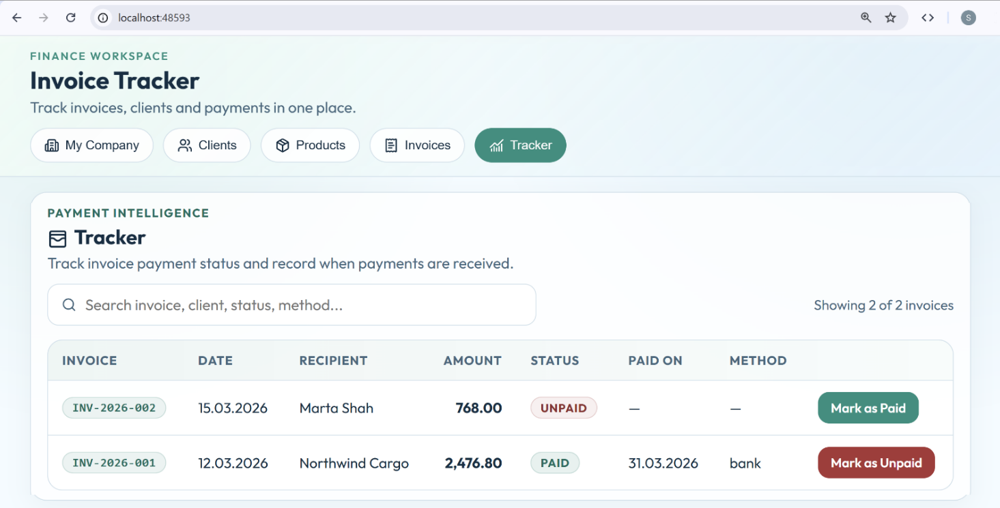 localhost:48593
S
FINANCE WORKSPACE
Invoice Tracker
Track invoices, clients and payments in one place.
My Company Clients Products Invoices Tracker
PAYMENT INTELLIGENCE
Tracker
Track invoice payment status and record when payments are received.
Search invoice, client, status, method...
Showing 2 of 2 invoices
INVOICE DATE RECIPIENT AMOUNT STATUS PAID ON METHOD
INV-2026-002 15.03.2026 Marta Shah 768.00 UNPAID — — Mark as Paid
INV-2026-001 12.03.2026 Northwind Cargo 2,476.80 PAID 31.03.2026 bank Mark as Unpaid